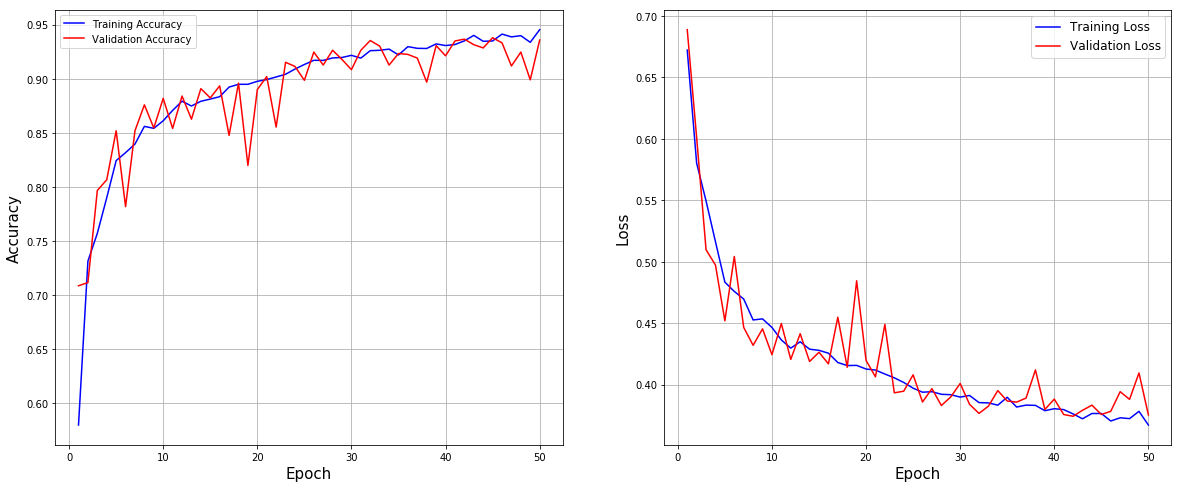 Training Accuracy
Validation Accuracy
0.95
0.90
0.85
0.80
0.75
0.70
0.65
0.60
Accuracy
0 10 20 30 40 50
Epoch
Training Loss
Validation Loss
0.70
0.65
0.60
0.55
0.50
0.45
0.40
Loss
0 10 20 30 40 50
Epoch